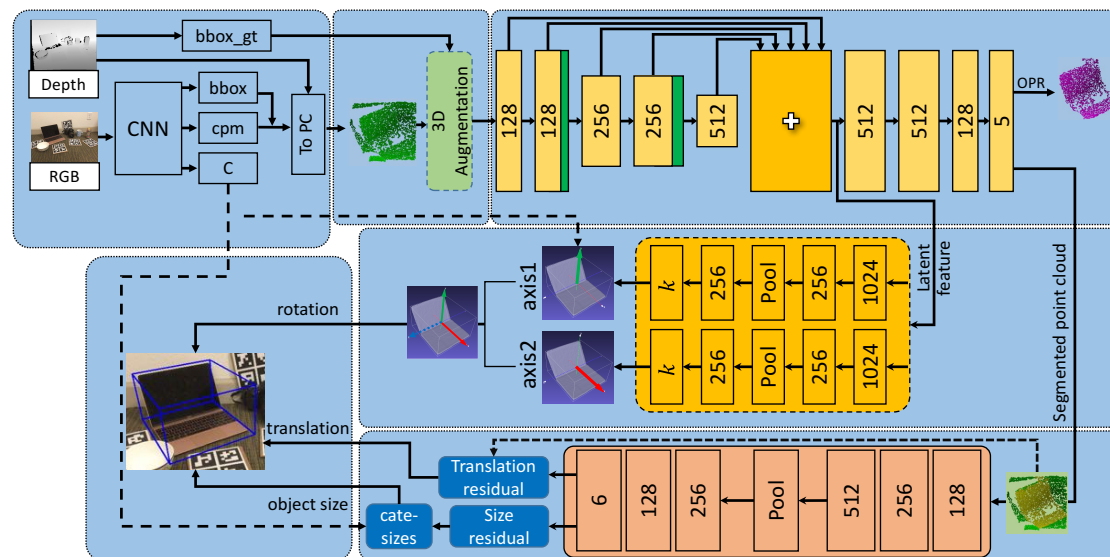 bbox_gt
Depth
bbox
CNN
cpm
C
RGB
To PC
3D
Augmentation
128
128
256
256
512
512
512
128
5
OPR
Latent
feature
Segmented point cloud
axis1
k
256
Pool
256
1024
axis2
k
256
Pool
256
1024
rotation
translation
object size
Translation
residual
cate-
sizes
Size
residual
6
128
256
Pool
512
256
128